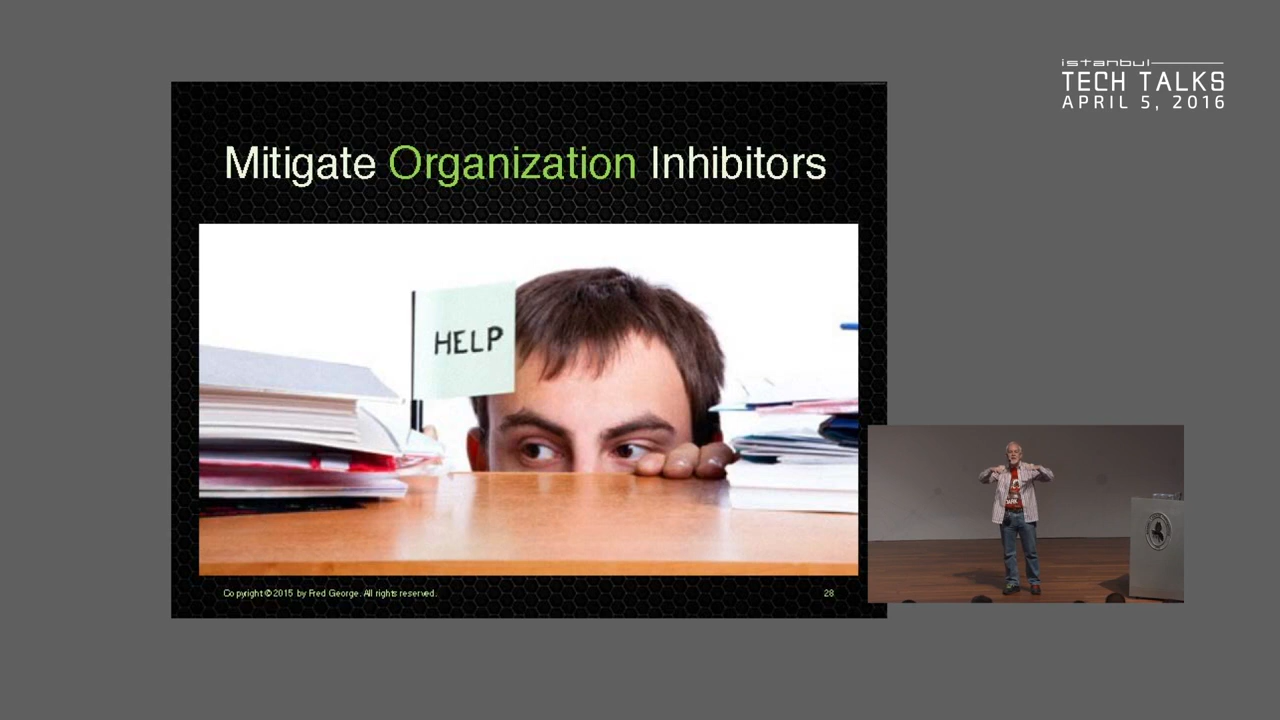 istanbul
TECH TALKS
APRIL 5, 2016
Mitigate Organization Inhibitors
HELP
Copyright © 2015 by Fred George. All rights reserved.
28